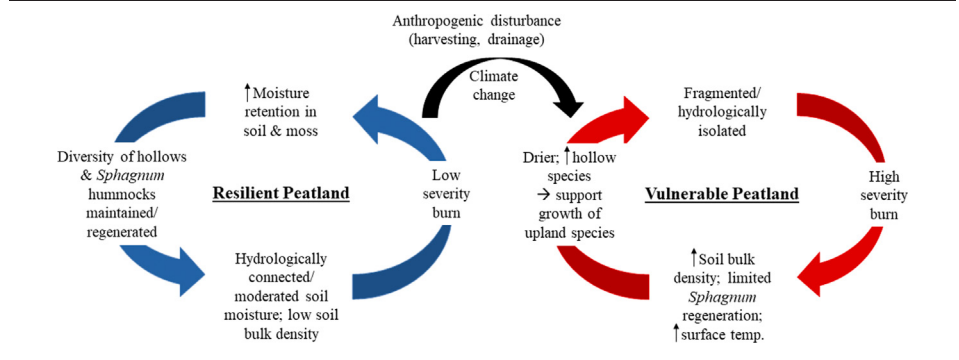 Anthropogenic disturbance
(harvesting, drainage)
Climate
change
↑Moisture
retention in
soil & moss
Diversity of hollows
& Sphagnum
hummocks
maintained/
regenerated
Resilient Peatland
Low
severity
burn
Hydrologically
connected/
moderated soil
moisture; low soil
bulk density
Fragmented/
hydrologically
isolated
Drier; ↑hollow
species
→ support
growth of
upland species
Vulnerable Peatland
High
severity
burn
↑Soil bulk
density; limited
Sphagnum
regeneration;
↑surface temp.